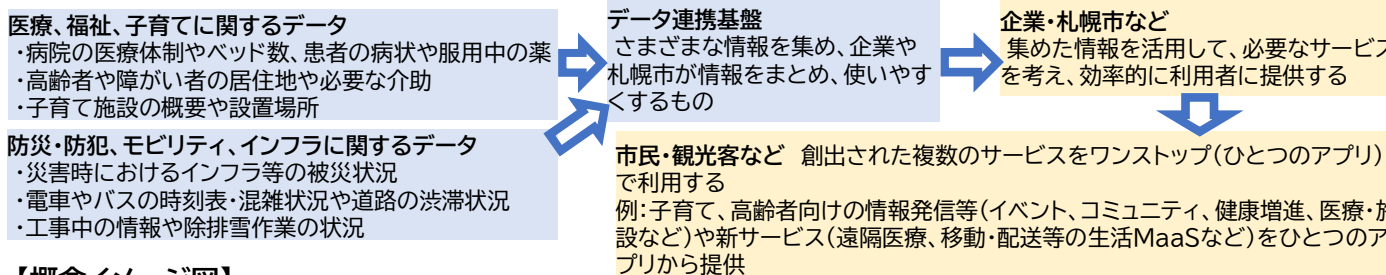 医療、福祉、子育てに関するデータ
・病院の医療体制やベッド数、患者の病状や服用中の薬
・高齢者や障がい者の居住地や必要な介助
・子育て施設の概要や設置場所
防災・防犯、モビリティ、インフラに関するデータ
・災害時におけるインフラ等の被災状況
・電車やバスの時刻表・混雑状況や道路の渋滞状況
・工事中の情報や除排雪作業の状況
データ連携基盤
さまざまな情報を集め、企業や
札幌市が情報をまとめ、使いやす
くするもの
企業・札幌市など
集めた情報を活用して、必要なサービス
を考え、効率的に利用者に提供する
市民・観光客など 創出された複数のサービスをワンストップ(ひとつのアプリ)
で利用する
例:子育て、高齢者向けの情報発信等(イベント、コミュニティ、健康増進、医療・施
設など)や新サービス(遠隔医療、移動・配送等の生活MaaSなど)をひとつのア
プリから提供
【概念イメージ図】